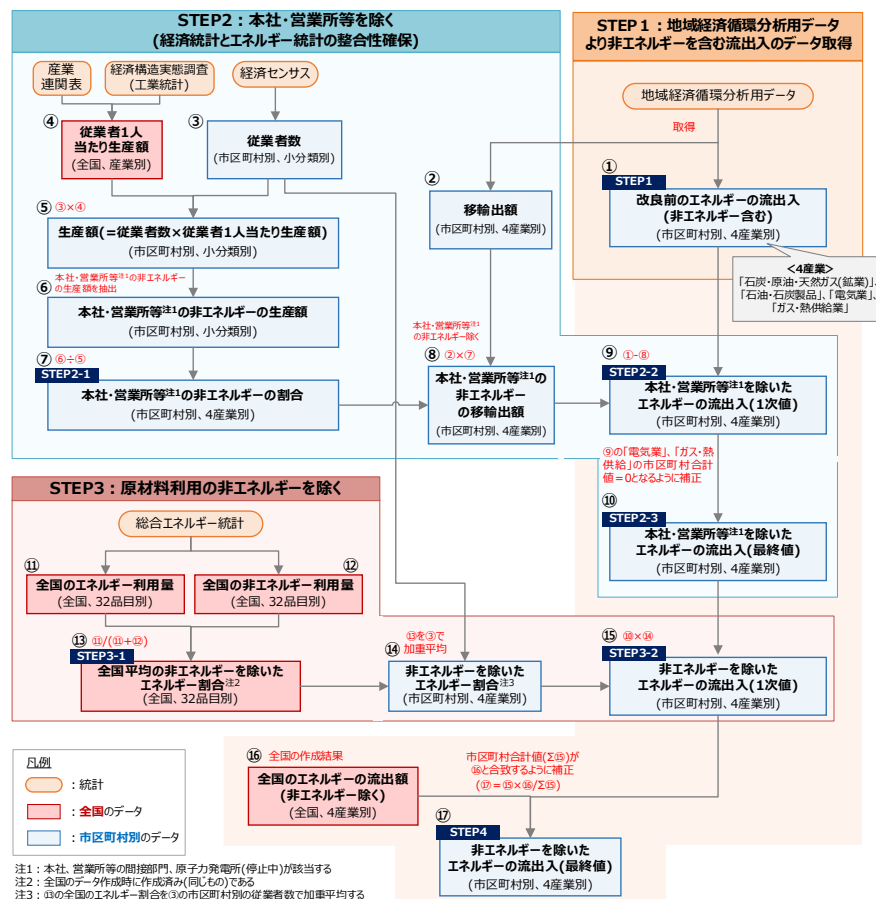 STEP2：本社・営業所等を除く
(経済統計とエネルギー統計の整合性確保)
STEP1：地域経済循環分析用データ
より非エネルギーを含む流出入のデータ取得
産業
連関表
経済構造実態調査
(工業統計)
経済センサス
地域経済循環分析用データ
取得
④
従業者1人
当たり生産額
(全国、産業別)
③
従業者数
(市区町村別、小分類別)
②
移輸出額
(市区町村別、4産業別)
①
STEP1
改良前のエネルギーの流出入
(非エネルギー含む)
(市区町村別、4産業別)
<4産業>
「石炭・原油・天然ガス(鉱業)」、
「石油・石炭製品」、「電気業」、
「ガス・熱供給業」
⑤ ③×④
生産額(=従業者数×従業者1人当たり生産額)
(市区町村別、小分類別)
本社・営業所等注1の非エネルギー
の生産額を抽出
⑥
本社・営業所等注1の非エネルギーの生産額
(市区町村別、小分類別)
⑦ ⑥÷⑤
STEP2-1
本社・営業所等注1の非エネルギーの割合
(市区町村別、4産業別)
本社・営業所等注1
の非エネルギー除く
⑧ ②×⑦
本社・営業所等注1の
非エネルギー
の移輸出額
(市区町村別、4産業別)
⑨ ①-⑧
STEP2-2
本社・営業所等注1を除いた
エネルギーの流出入(1次値)
(市区町村別、4産業別)
⑨の「電気業」、「ガス・熱
供給」の市区町村合計
値＝0となるように補正
⑩
STEP2-3
本社・営業所等注1を除いた
エネルギーの流出入(最終値)
(市区町村別、4産業別)
STEP3：原材料利用の非エネルギーを除く
総合エネルギー統計
⑪
全国のエネルギー利用量
(全国、32品目別)
⑫
全国の非エネルギー利用量
(全国、32品目別)
⑬ ⑪/(⑪+⑫)
STEP3-1
全国平均の非エネルギーを除いた
エネルギー割合注2
(全国、32品目別)
⑬を③で
加重平均
⑭
非エネルギーを除いた
エネルギー割合注3
(市区町村別、4産業別)
⑮ ⑩×⑭
STEP3-2
非エネルギーを除いた
エネルギーの流出入(1次値)
(市区町村別、4産業別)
⑯ 全国の作成結果
全国のエネルギーの流出額
(非エネルギー除く)
(全国、4産業別)
市区町村合計値(Σ⑮)が
⑯と合致するように補正
(⑰＝⑮×⑯/Σ⑮)
⑰
STEP4
非エネルギーを除いた
エネルギーの流出入(最終値)
(市区町村別、4産業別)
凡例
：統計
：全国のデータ
：市区町村別のデータ
注1：本社、営業所等の間接部門、原子力発電所(停止中)が該当する
注2：全国のデータ作成時に作成済み(同じもの)である
注3：⑬の全国のエネルギー割合を③の市区町村別の従業者数で加重平均する